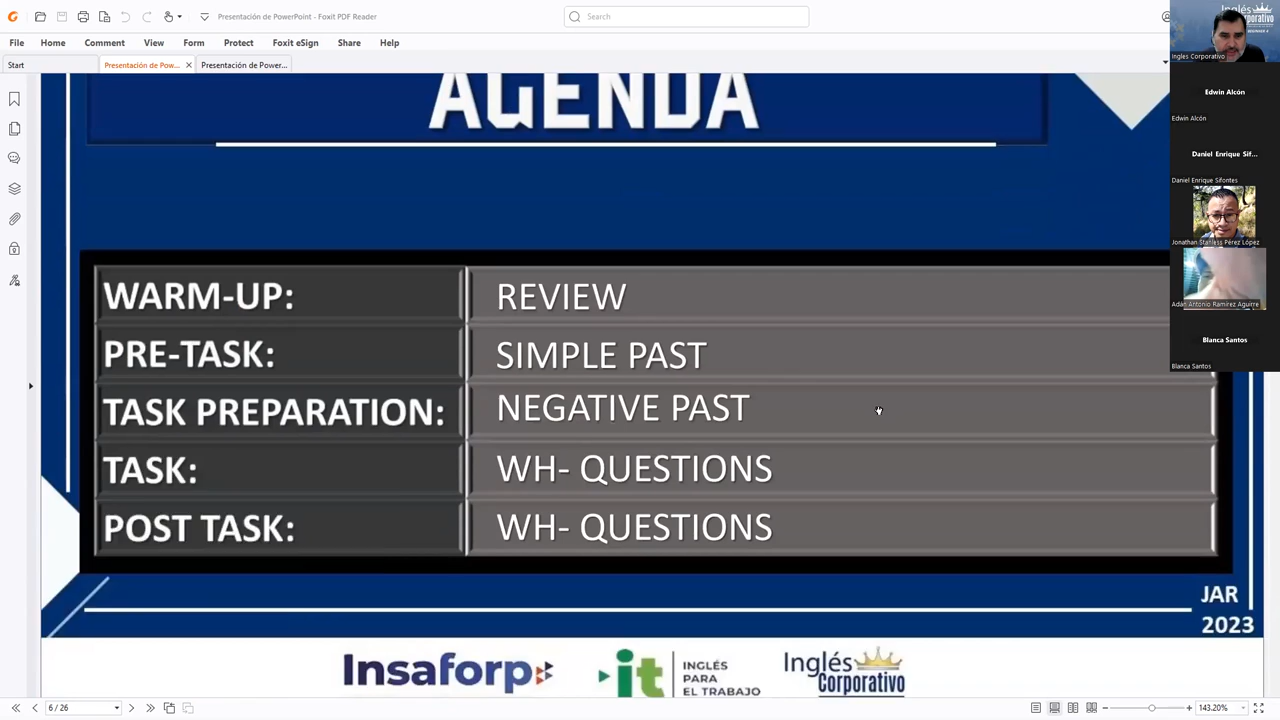 Presentación de PowerPoint - Foxit PDF Reader
Search
File Home Comment View Form Protect Foxit eSign Share Help
Start
Presentación de Pow...
Presentación de Power...
AGENDA
WARM-UP: REVIEW
PRE-TASK: SIMPLE PAST
TASK PREPARATION: NEGATIVE PAST
TASK: WH- QUESTIONS
POST TASK: WH- QUESTIONS
JAR
2023
Insaforp
it
INGLÉS
PARA
EL TRABAJO
Inglés
Corporativo
6 / 26
143.20%
Inglés
Corporativo
BEGINNER 4
Ingles Corporativo
Edwin Alcón
Edwin Alcón
Daniel Enrique Sif...
Daniel Enrique Sifontes
Jonathan Stanless Pérez López
Adán Antonio Ramírez Aguirre
Blanca Santos
Blanca Santos